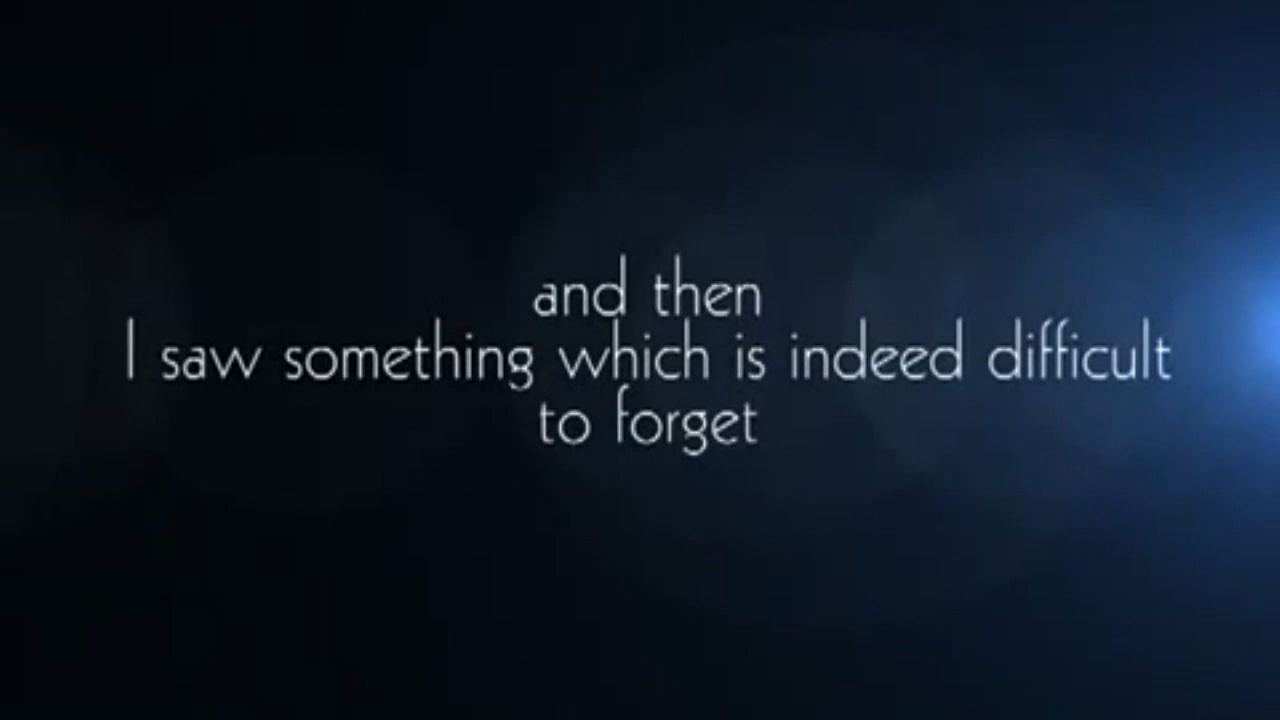 and then
I saw something which is indeed difficult
to forget